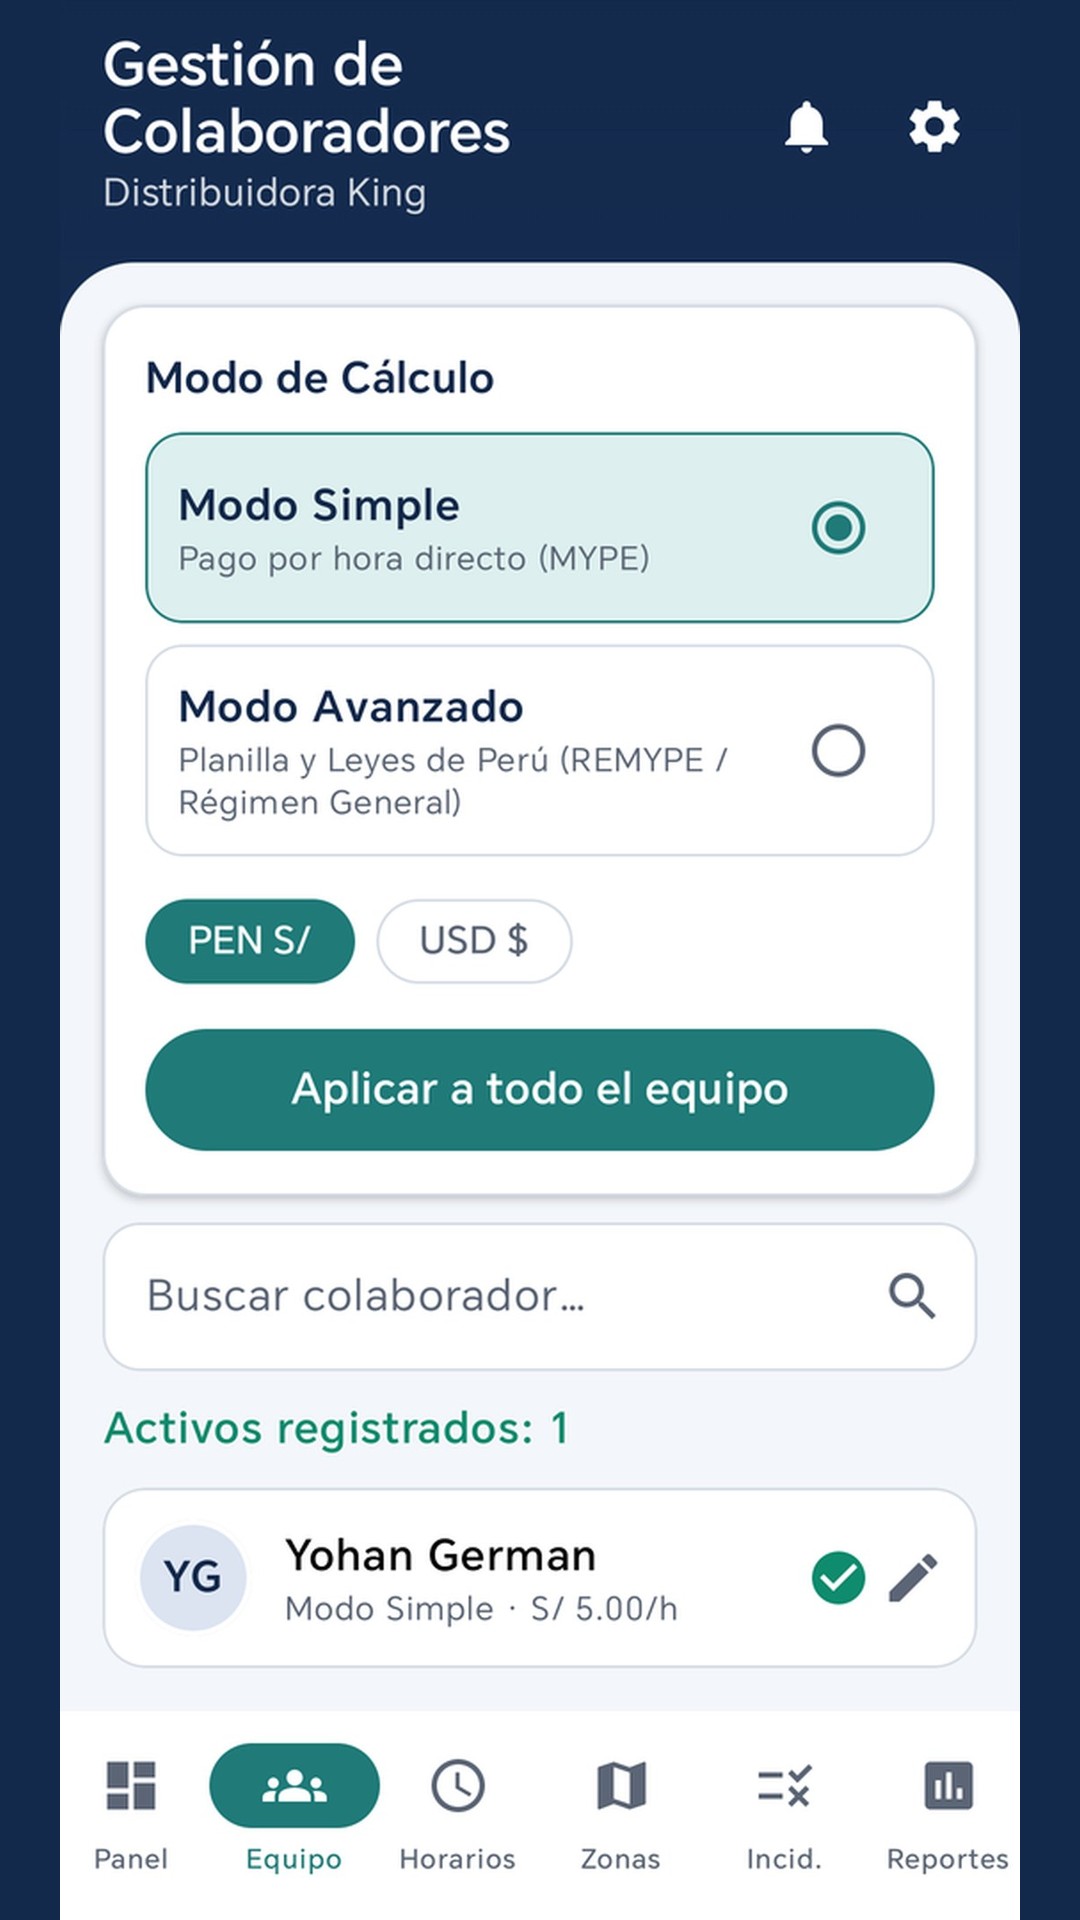 Gestión de
Colaboradores
Distribuidora King
Modo de Cálculo
Modo Simple
Pago por hora directo (MYPE)
Modo Avanzado
Planilla y Leyes de Perú (REMYPE /
Régimen General)
PEN S/
USD $
Aplicar a todo el equipo
Buscar colaborador...
Activos registrados: 1
YG
Yohan German
Modo Simple · S/ 5.00/h
Panel
Equipo
Horarios
Zonas
Incid.
Reportes